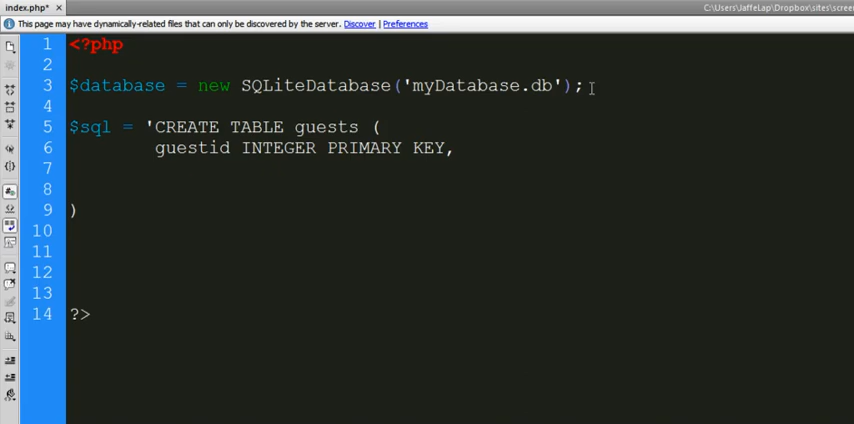 index.php*
C:\Users\JaffeLap\Dropbox\sites\scree
This page may have dynamically-related files that can only be discovered by the server. Discover | Preferences
1 <?php
2
3 $database = new SQLiteDatabase('myDatabase.db');
4
5 $sql = 'CREATE TABLE guests (
6 guestid INTEGER PRIMARY KEY,
7
8
9 )
10
11
12
13
14 ?>